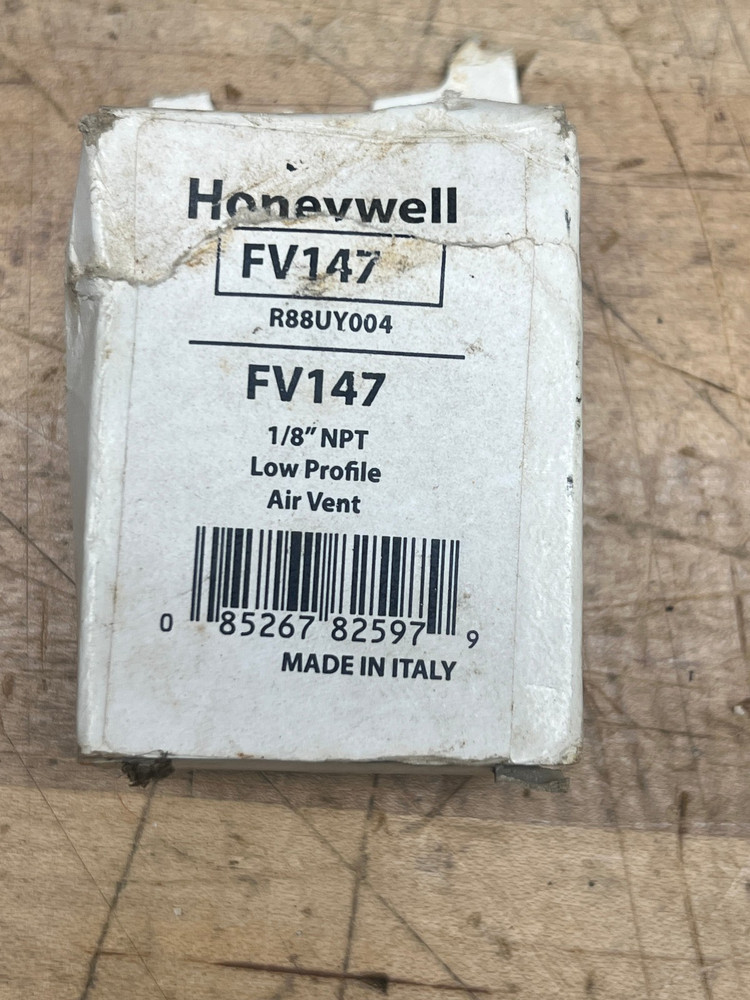 Honeywell
FV147
R88UY004
FV147
1/8” NPT
Low Profile
Air Vent
0 85267 82597 9
MADE IN ITALY